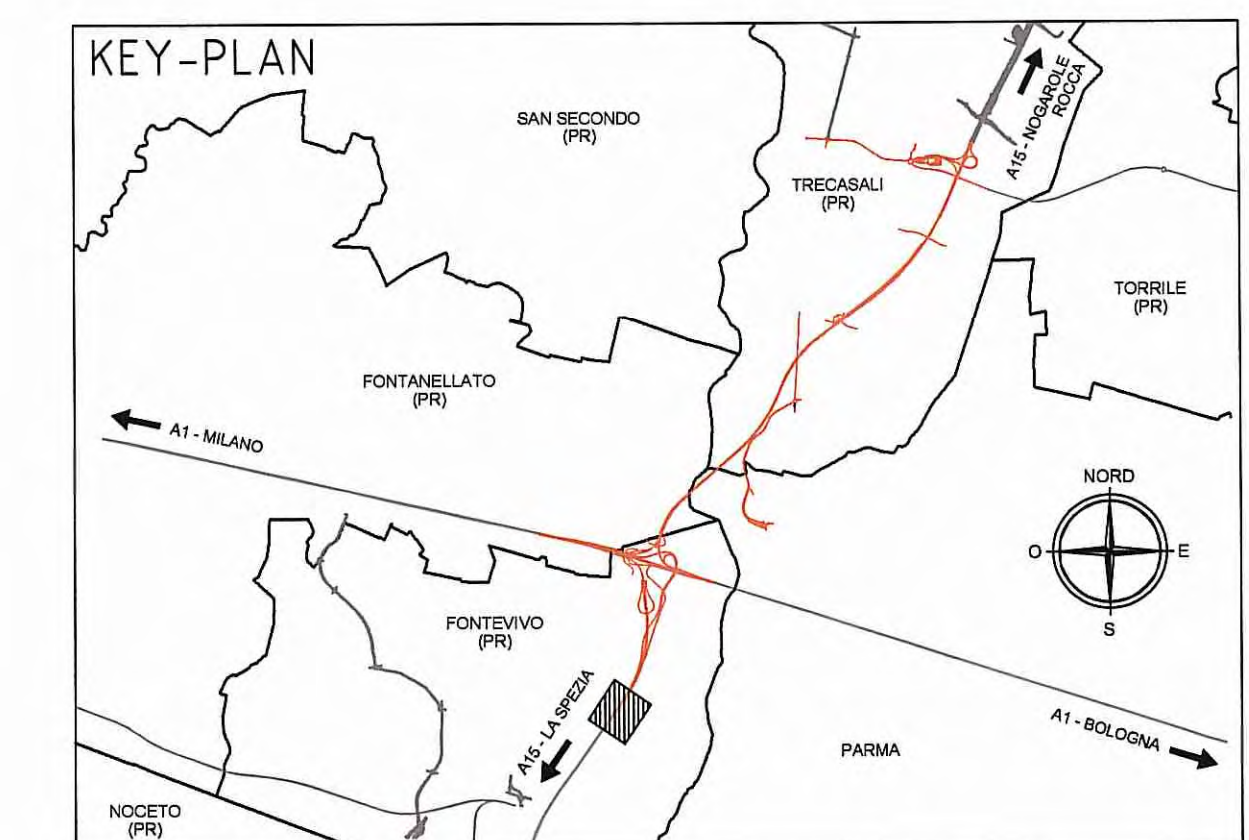 KEY-PLAN
SAN SECONDO
(PR)
A15 - NOGAROLE
ROCCA
TRECASALI
(PR)
TORRILE
(PR)
FONTANELLATO
(PR)
A1 - MILANO
NORD
O
E
S
FONTEVIVO
(PR)
A15 - LA SPEZIA
A1 - BOLOGNA
PARMA
NOCETO
(PR)